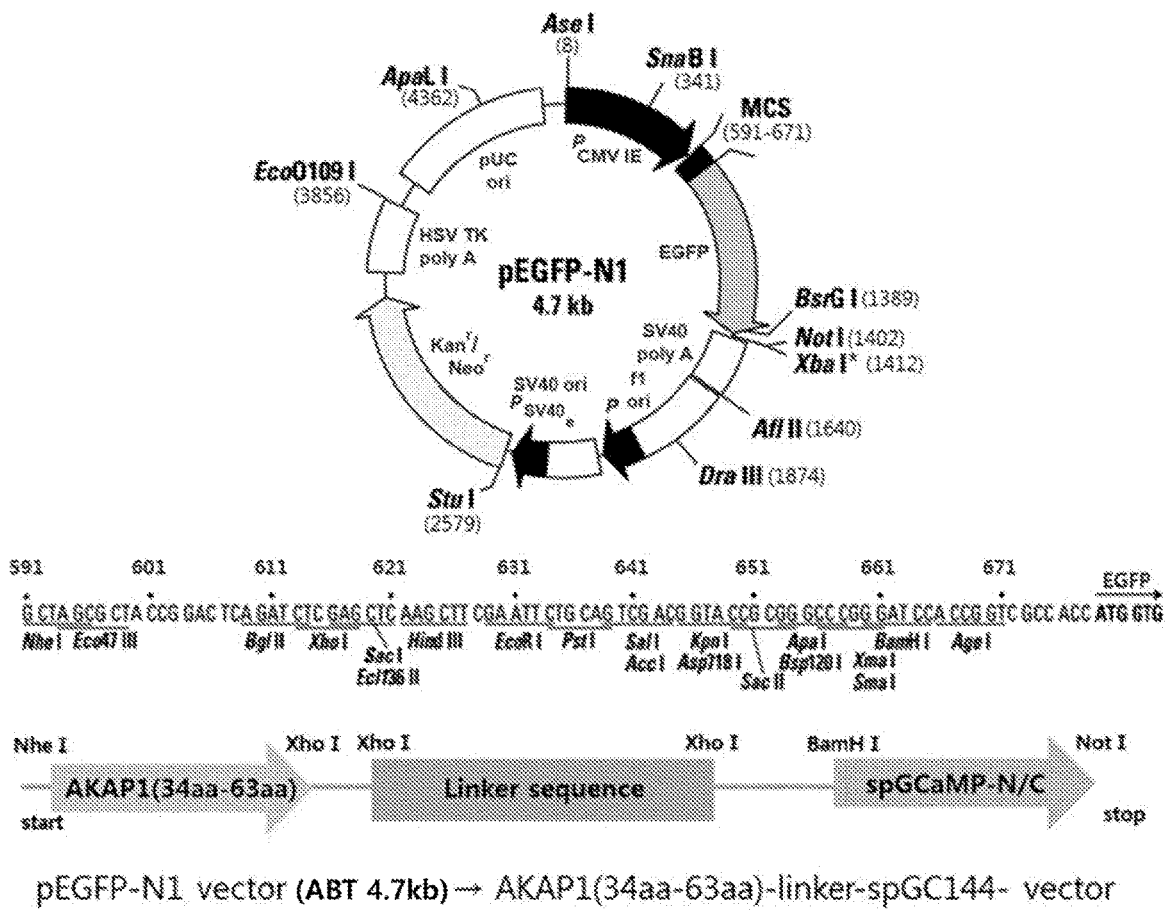 Ase I
(8)
SnaB I
(341)
ApaL I
(4362)
MCS
(591-671)
P CMV IE
pUC
ori
EcoO109 I
(3856)
HSV TK
poly A
EGFP
pEGFP-N1
4.7 kb
BsrG I (1389)
Not I (1402)
Xba I* (1412)
SV40
poly A
Kanʳ/
Neoʳ
f1
ori
P
SV40 ori
P SV40e
Afl II (1640)
Dra III (1874)
Stu I
(2579)
591 601 611 621 631 641 651 661 671 EGFP
G CTA GCG CTA CCG GAC TCA GAT CTC GAG CTC AAG CTT CGA ATT CTG CAG TCG ACG GTA CCG CGG GCC CGG GAT CCA CCG GTC GCC ACC ATG GTG
Nhe I Eco47 III Bgl II Xho I Hind III EcoR I Pst I Sal I Kpn I Apa I BamH I Age I
Sac I Acc I Asp718 I Bsp120 I Xma I
Ecl136 II Sac II Sma I
Nhe I Xho I Xho I Xho I BamH I Not I
AKAP1(34aa-63aa) Linker sequence spGCaMP-N/C
start stop
pEGFP-N1 vector (ABT 4.7kb) → AKAP1(34aa-63aa)-linker-spGC144- vector